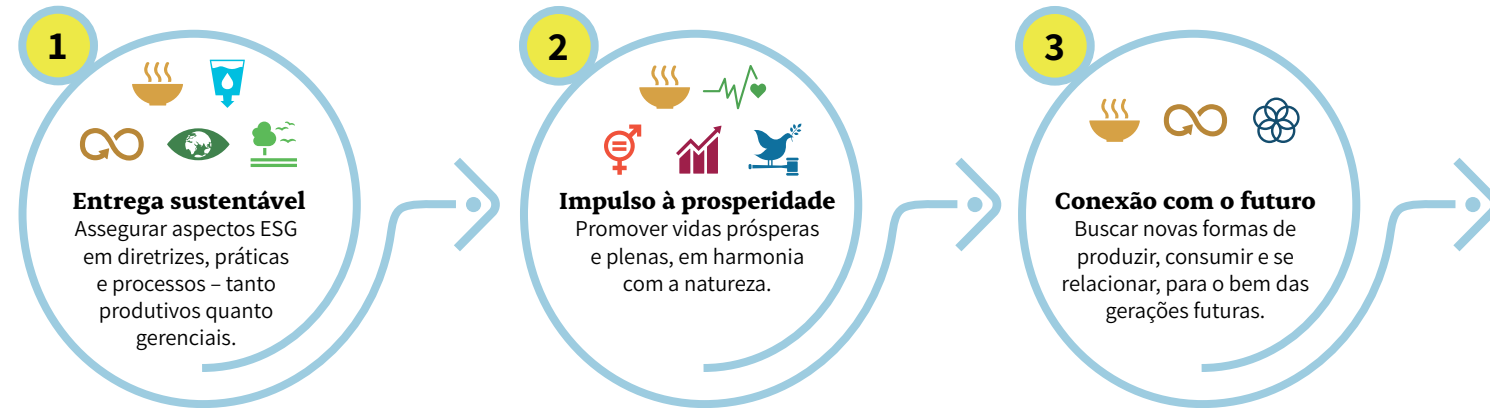 1
Entrega sustentável
Assegurar aspectos ESG
em diretrizes, práticas
e processos – tanto
produtivos quanto
gerenciais.
2
Impulso à prosperidade
Promover vidas prósperas
e plenas, em harmonia
com a natureza.
3
Conexão com o futuro
Buscar novas formas de
produzir, consumir e se
relacionar, para o bem das
gerações futuras.